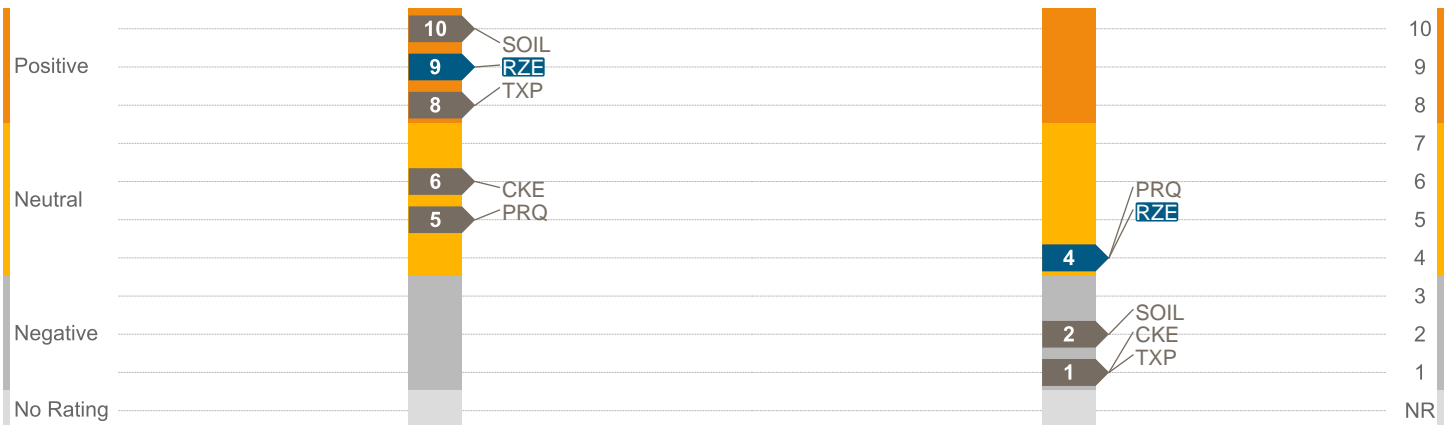 10 10
SOIL
Positive 9 RZE 9
TXP
8 8
7
6 6
CKE PRQ
Neutral
5 PRQ RZE 5
4 4
3
SOIL
Negative 2 CKE 2
TXP
1 1
No Rating NR